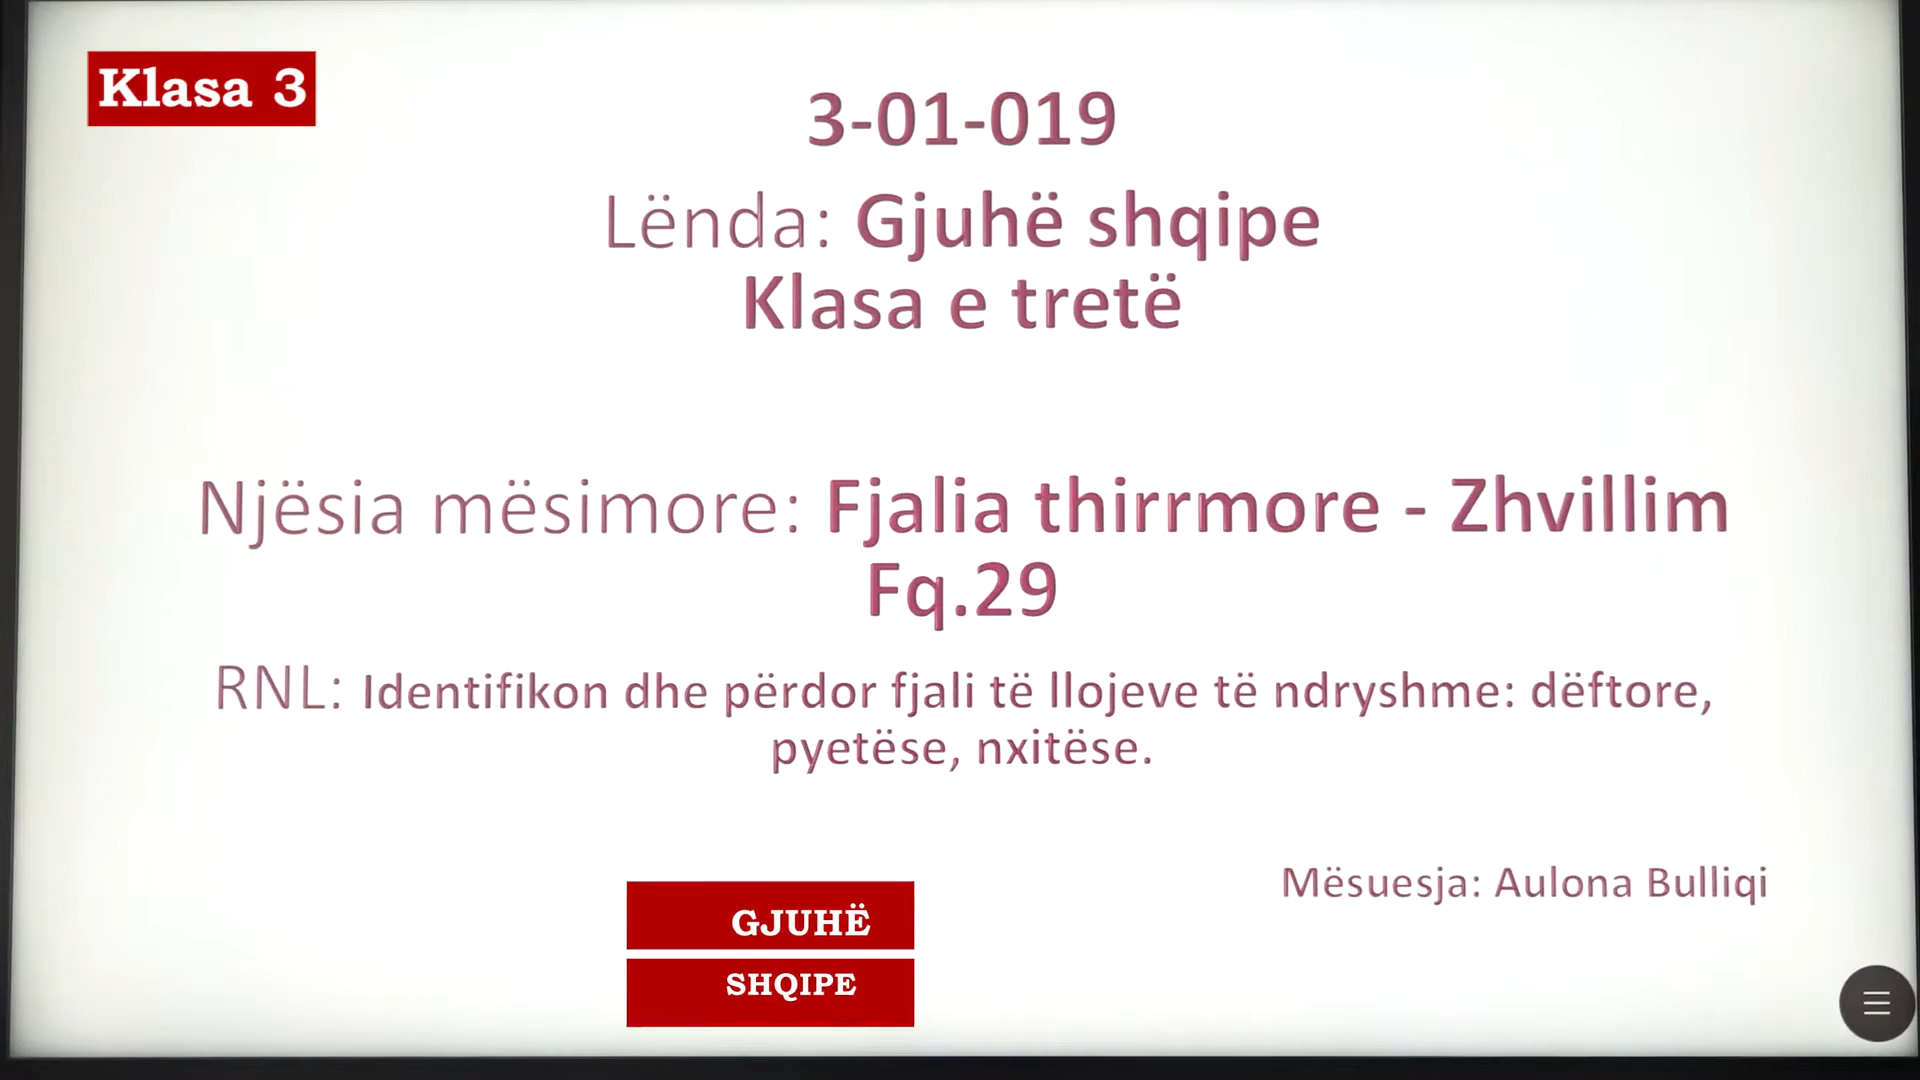 Klasa 3
3-01-019
Lënda: Gjuhë shqipe
Klasa e tretë
Njësia mësimore: Fjalia thirrmore - Zhvillim
Fq.29
RNL: Identifikon dhe përdor fjali të llojeve të ndryshme: dëftore,
pyetëse, nxitëse.
Mësuesja: Aulona Bulliqi
GJUHË
SHQIPE